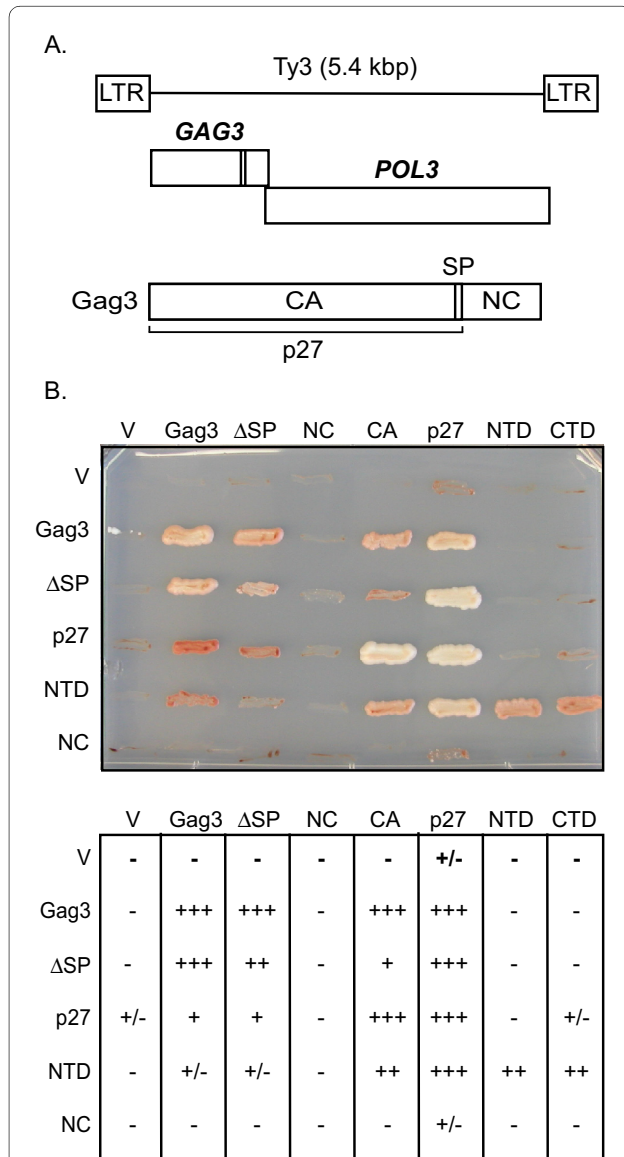 A.
Ty3 (5.4 kbp)
LTR LTR
GAG3
POL3
SP
Gag3 CA NC
p27
B.
V Gag3 ΔSP NC CA p27 NTD CTD
V
Gag3
ΔSP
p27
NTD
NC
V Gag3 ΔSP NC CA p27 NTD CTD
V - - - - - +/- - -
Gag3 - +++ +++ - +++ +++ - -
ΔSP - +++ ++ - + +++ - -
p27 +/- + + - +++ +++ - +/-
NTD - +/- +/- - ++ +++ ++ ++
NC - - - - - +/- - -